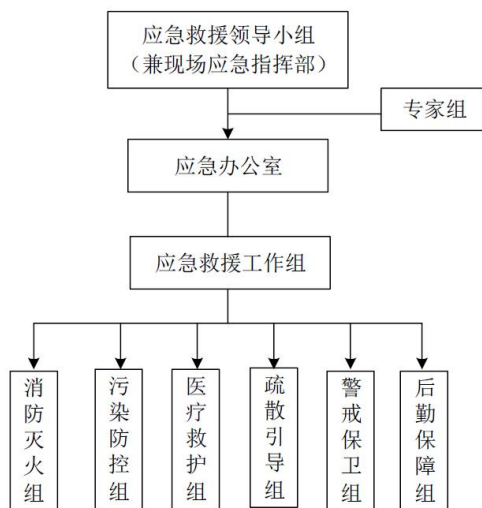 应急救援领导小组
（兼现场应急指挥部）
专家组
应急办公室
应急救援工作组
消防灭火组
污染防控组
医疗救护组
疏散引导组
警戒保卫组
后勤保障组